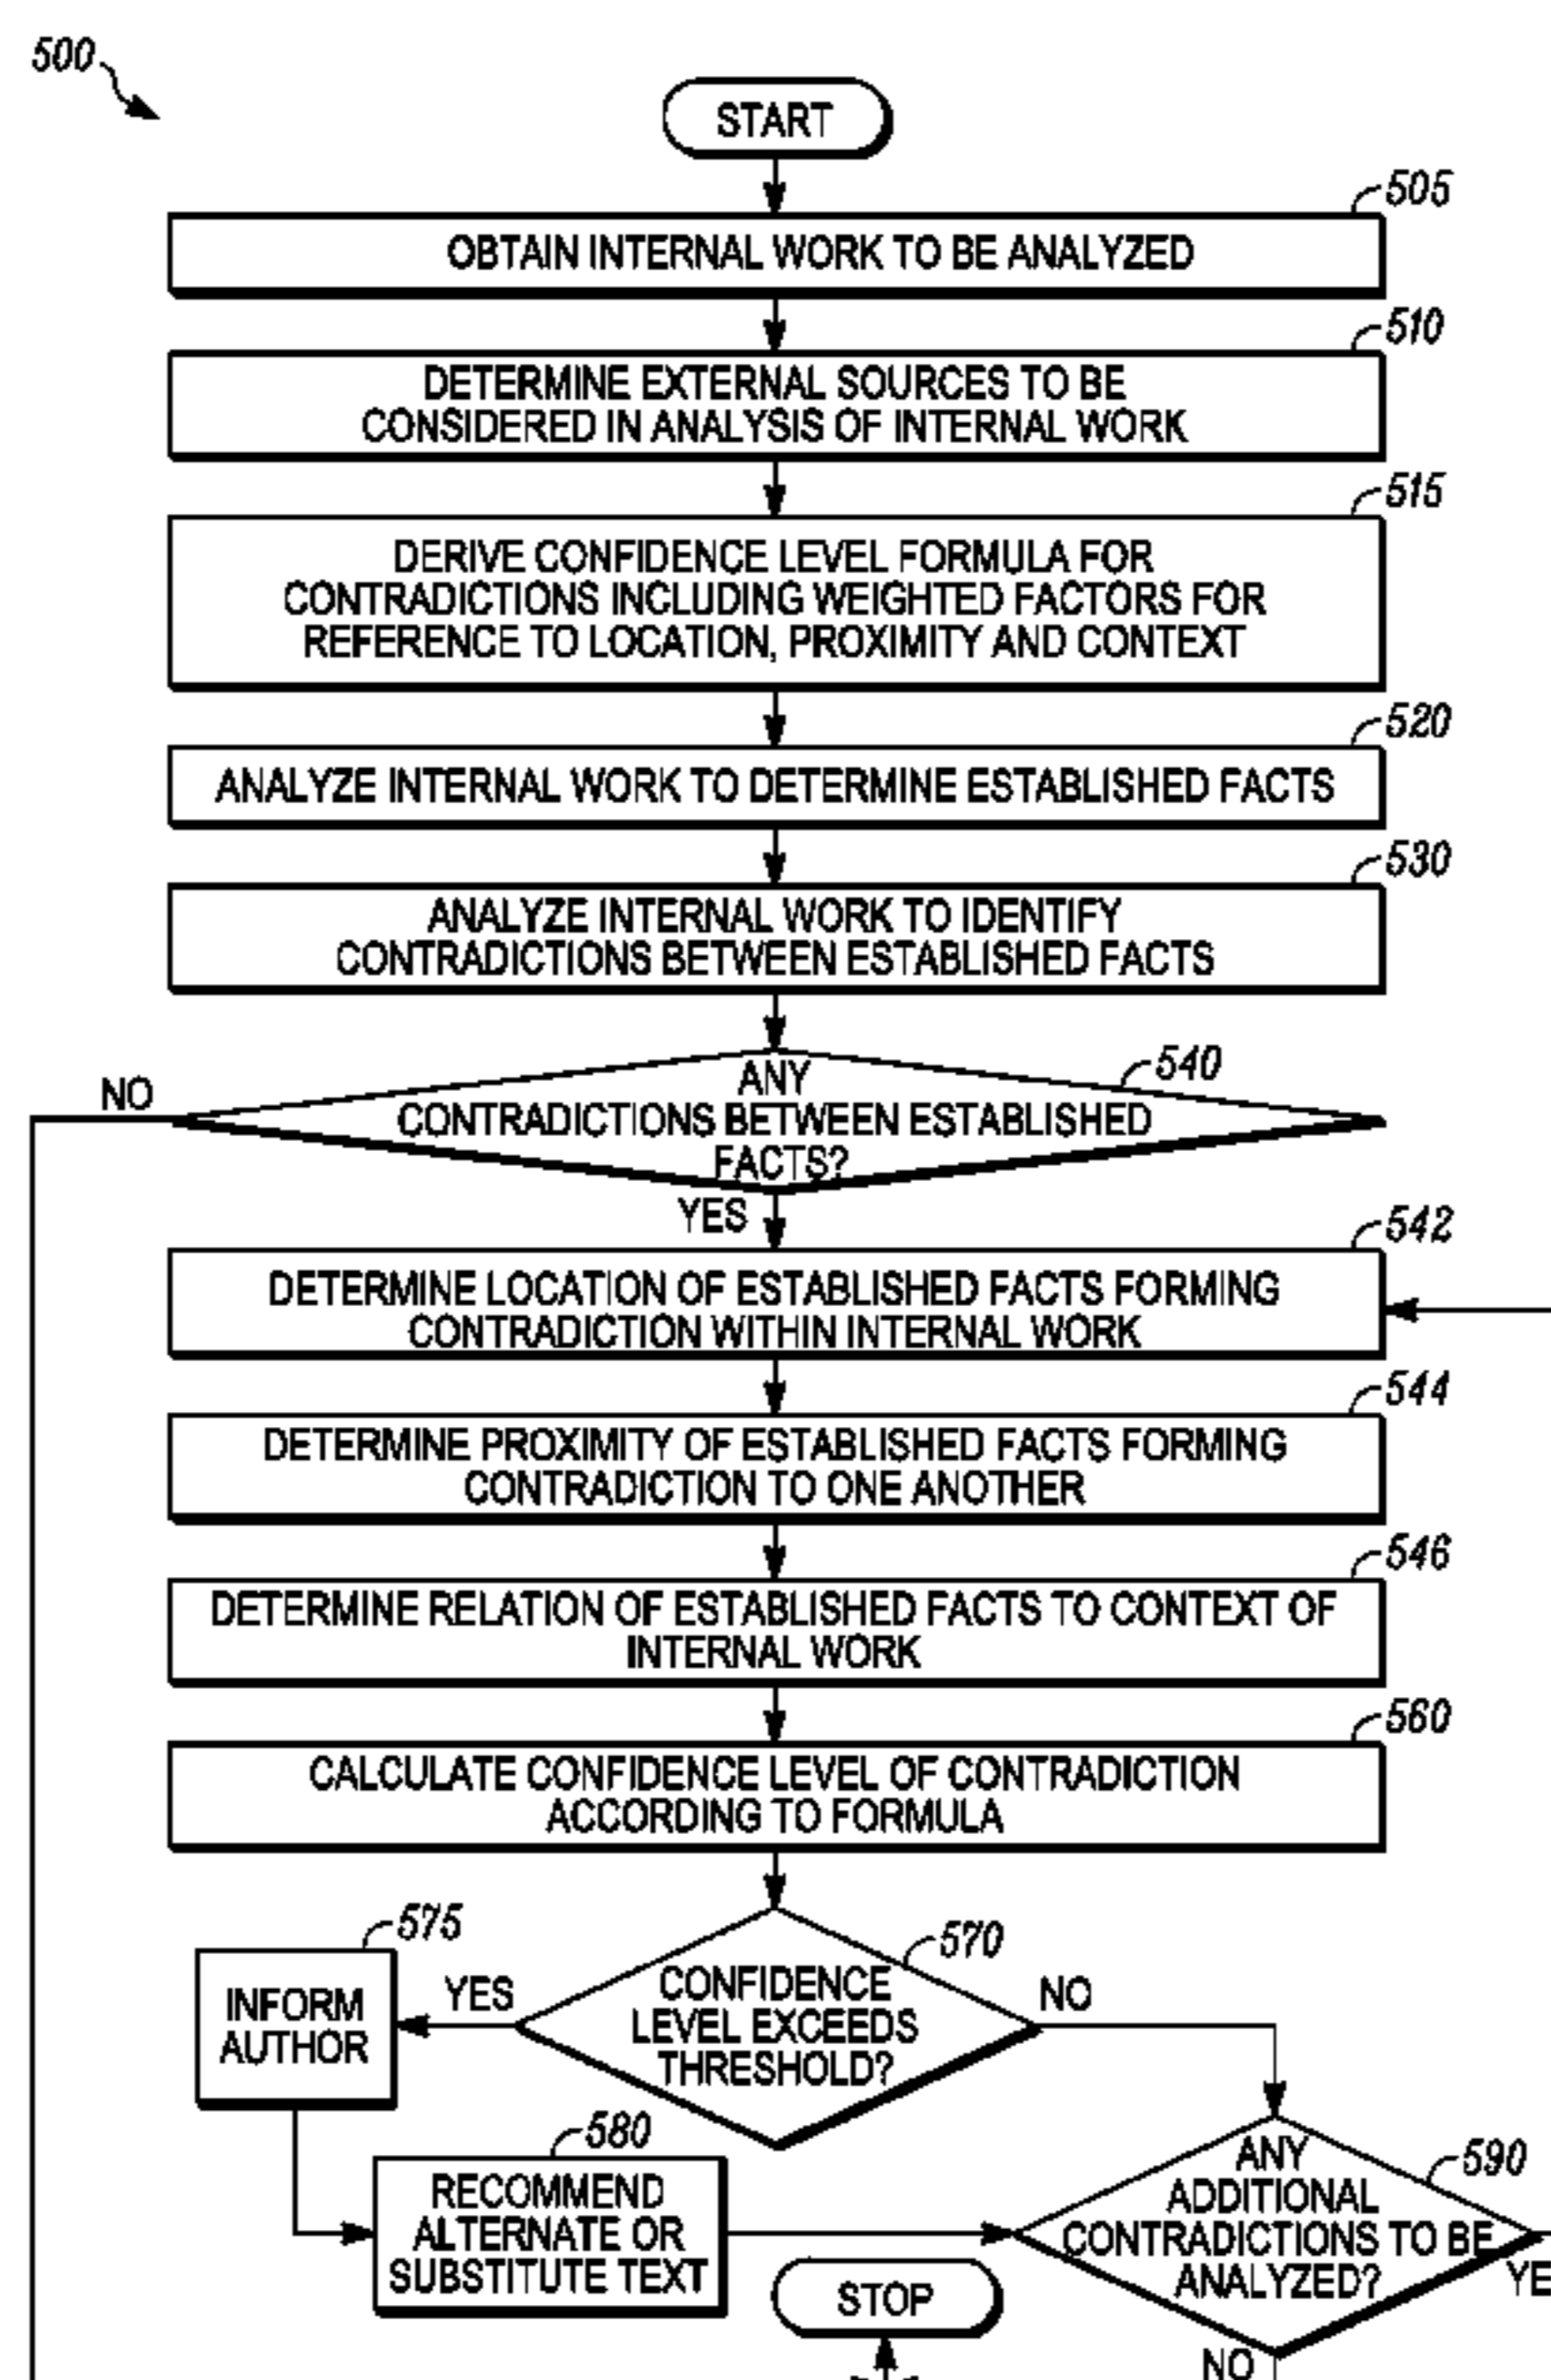 500
START
505
OBTAIN INTERNAL WORK TO BE ANALYZED
510
DETERMINE EXTERNAL SOURCES TO BE
CONSIDERED IN ANALYSIS OF INTERNAL WORK
515
DERIVE CONFIDENCE LEVEL FORMULA FOR
CONTRADICTIONS INCLUDING WEIGHTED FACTORS FOR
REFERENCE TO LOCATION, PROXIMITY AND CONTEXT
520
ANALYZE INTERNAL WORK TO DETERMINE ESTABLISHED FACTS
530
ANALYZE INTERNAL WORK TO IDENTIFY
CONTRADICTIONS BETWEEN ESTABLISHED FACTS
540
NO
ANY
CONTRADICTIONS BETWEEN ESTABLISHED
FACTS?
YES
542
DETERMINE LOCATION OF ESTABLISHED FACTS FORMING
CONTRADICTION WITHIN INTERNAL WORK
544
DETERMINE PROXIMITY OF ESTABLISHED FACTS FORMING
CONTRADICTION TO ONE ANOTHER
546
DETERMINE RELATION OF ESTABLISHED FACTS TO CONTEXT OF
INTERNAL WORK
560
CALCULATE CONFIDENCE LEVEL OF CONTRADICTION
ACCORDING TO FORMULA
575
INFORM
AUTHOR
YES
570
CONFIDENCE
LEVEL EXCEEDS
THRESHOLD?
NO
580
RECOMMEND
ALTERNATE OR
SUBSTITUTE TEXT
590
ANY
ADDITIONAL
CONTRADICTIONS TO BE
ANALYZED?
YE
STOP
NO